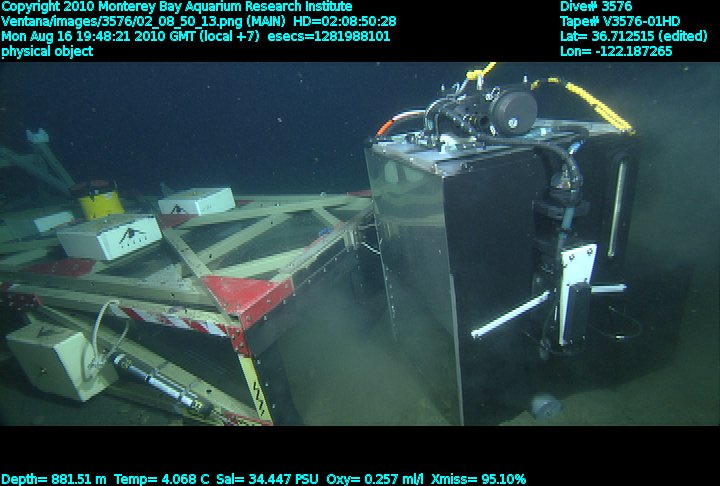 Copyright 2010 Monterey Bay Aquarium Research Institute
Dive# 3576
Ventana/images/3576/02_08_50_13.png (MAIN) HD=02:08:50:28
Tape# V3576-01HD
Mon Aug 16 19:48:21 2010 GMT (local +7) esecs=1281988101
Lat= 36.712515 (edited)
physical object
Lon= -122.187265
Depth= 881.51 m Temp= 4.068 C Sal= 34.447 PSU Oxy= 0.257 ml/l Xmiss= 95.10%